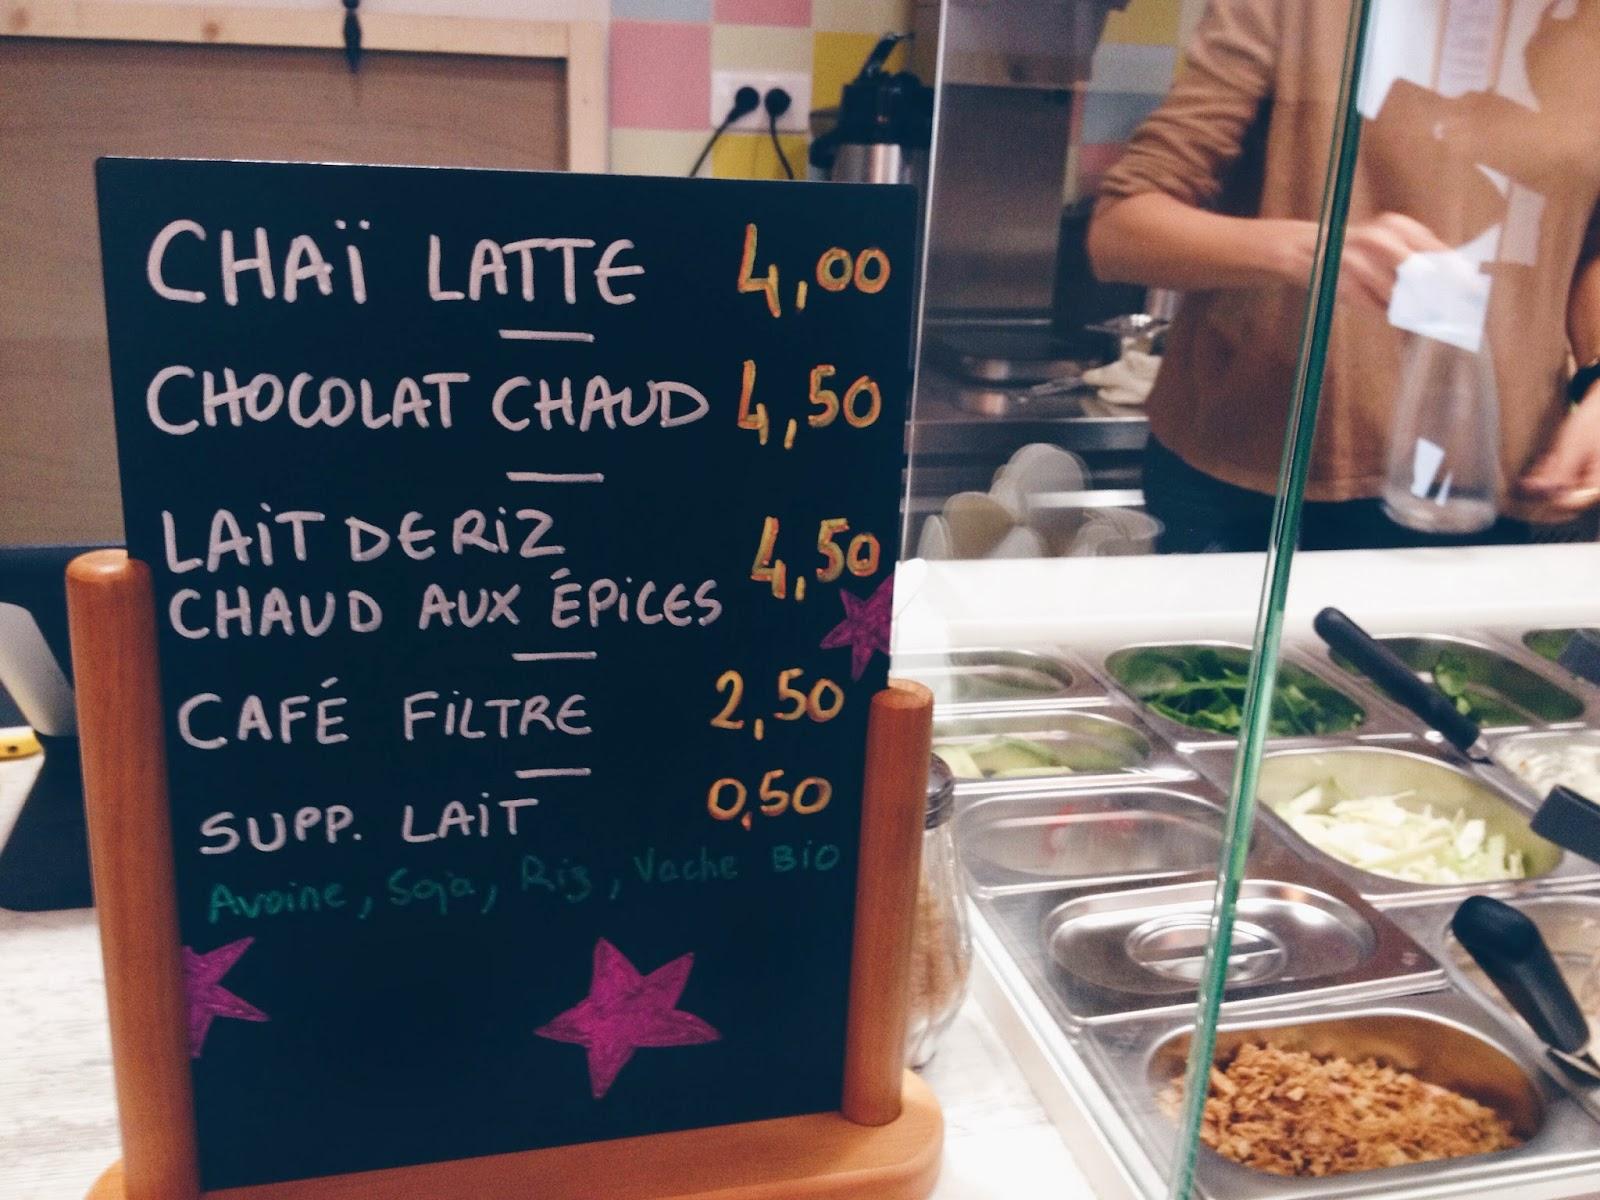 CHAÏ LATTE 4,00
CHOCOLAT CHAUD 4,50
LAiT DE RiZ
CHAUD AUX ÉPiCES 4,50
CAFÉ FiLTRE 2,50
SUPP. LAiT 0,50
Avoine, Soja, Riz, Vache BiO